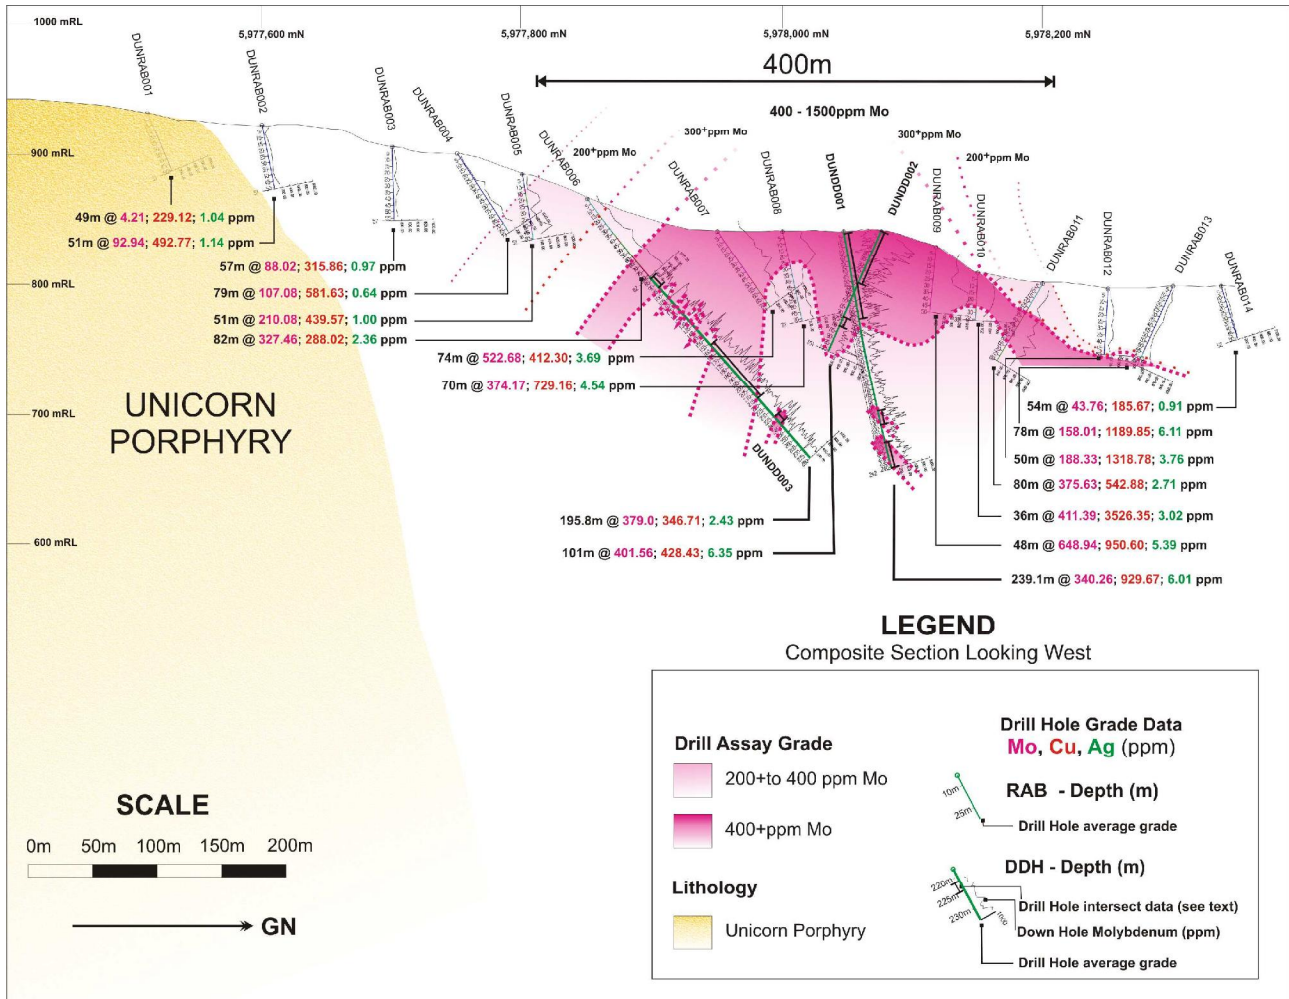 1000 mRL
5,977,600 mN
5,977,800 mN
5,978,000 mN
5,978,200 mN
400m
400 - 1500ppm Mo
DUNRAB001
DUNRAB002
DUNRAB003
DUNRAB004
DUNRAB005
DUNRAB006
200+ppm Mo
300+ppm Mo
DUNRAB007
DUNRAB008
DUNDD001
DUNDD002
300+ppm Mo
DUNRAB009
200+ppm Mo
DUNRAB010
DUNRAB011
DUNRAB012
DUNRAB013
DUNRAB014
900 mRL
800 mRL
700 mRL
600 mRL
49m @ 4.21; 229.12; 1.04 ppm
51m @ 92.94; 492.77; 1.14 ppm
57m @ 88.02; 315.86; 0.97 ppm
79m @ 107.08; 581.63; 0.64 ppm
51m @ 210.08; 439.57; 1.00 ppm
82m @ 327.46; 288.02; 2.36 ppm
74m @ 522.68; 412.30; 3.69 ppm
70m @ 374.17; 729.16; 4.54 ppm
UNICORN
PORPHYRY
DUNDD003
195.8m @ 379.0; 346.71; 2.43 ppm
101m @ 401.56; 428.43; 6.35 ppm
54m @ 43.76; 185.67; 0.91 ppm
78m @ 158.01; 1189.85; 6.11 ppm
50m @ 188.33; 1318.78; 3.76 ppm
80m @ 375.63; 542.88; 2.71 ppm
36m @ 411.39; 3526.35; 3.02 ppm
48m @ 648.94; 950.60; 5.39 ppm
239.1m @ 340.26; 929.67; 6.01 ppm
LEGEND
Composite Section Looking West
Drill Assay Grade
200+to 400 ppm Mo
400+ppm Mo
Lithology
Unicorn Porphyry
Drill Hole Grade Data
Mo, Cu, Ag (ppm)
RAB - Depth (m)
10m
25m
Drill Hole average grade
DDH - Depth (m)
220m
225m
230m
1000
Drill Hole intersect data (see text)
Down Hole Molybdenum (ppm)
Drill Hole average grade
SCALE
0m 50m 100m 150m 200m
GN